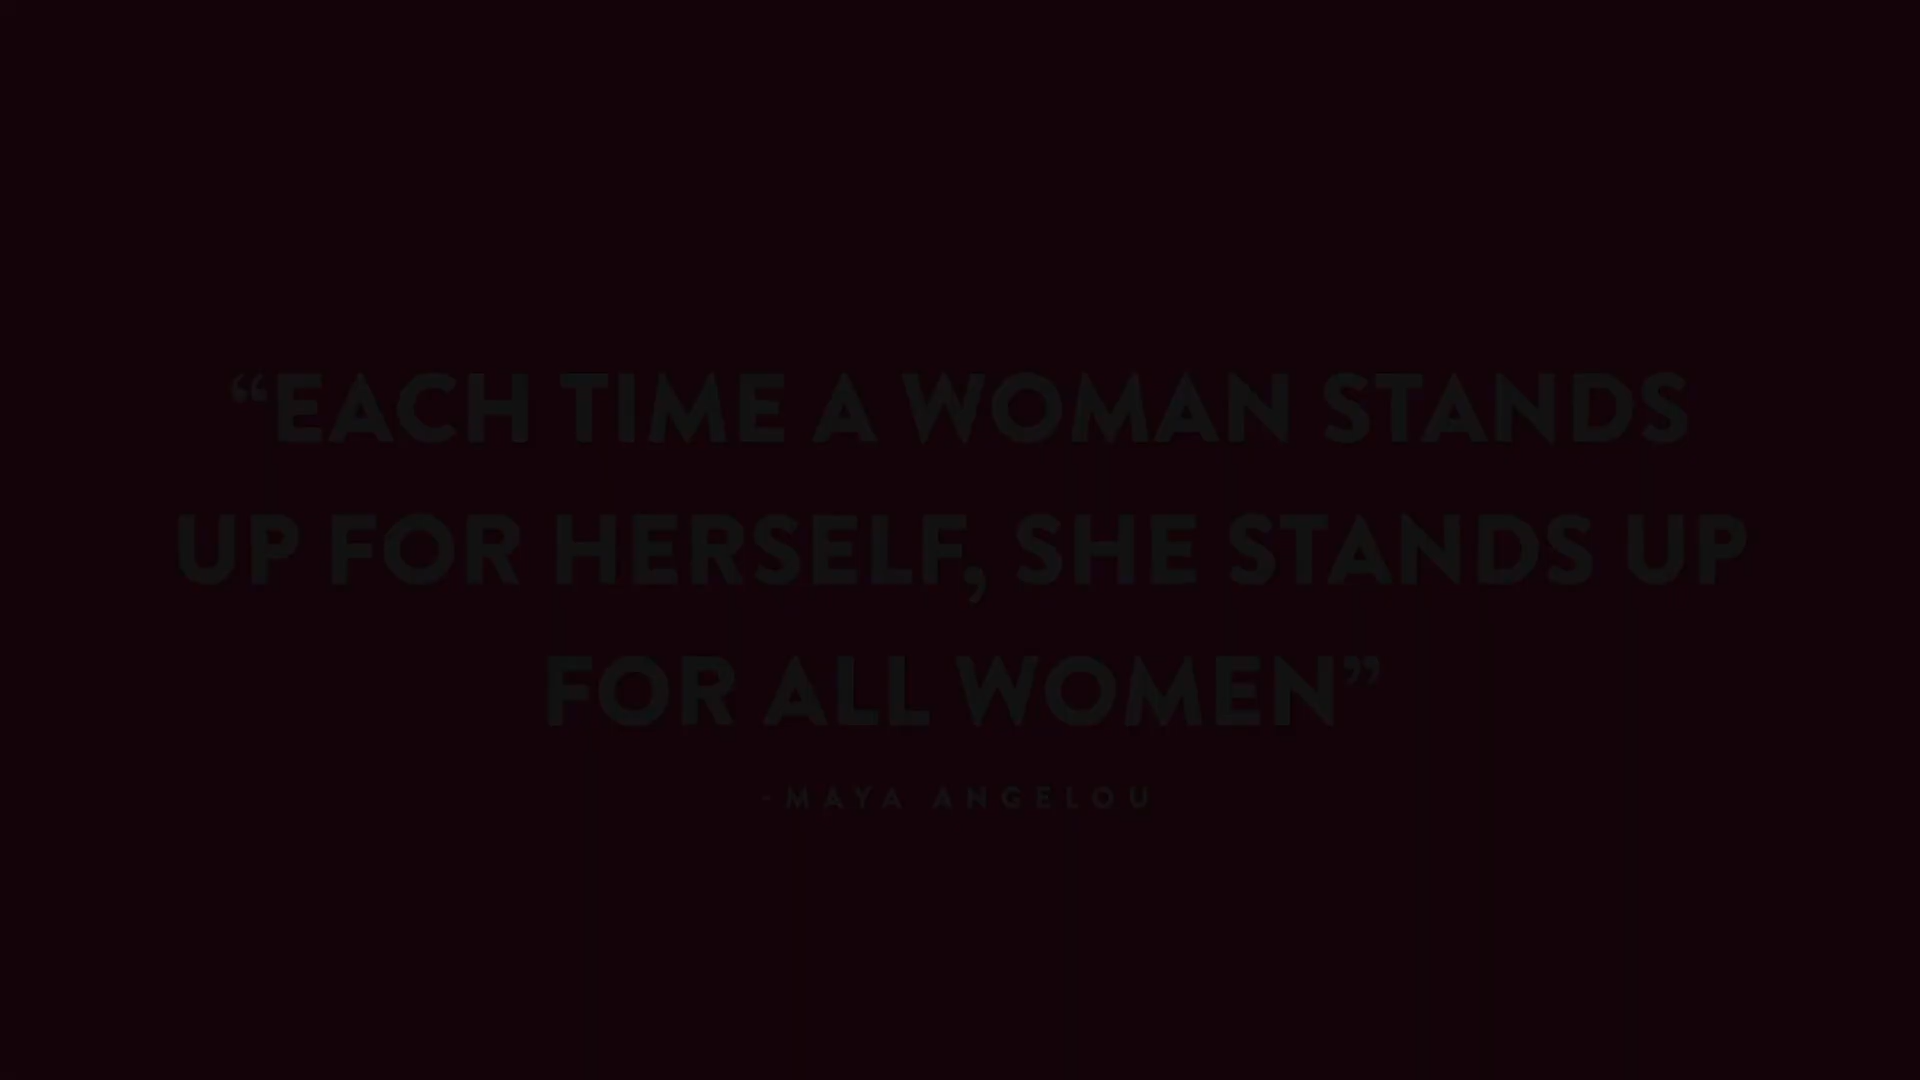 “EACH TIME A WOMAN STANDS
UP FOR HERSELF, SHE STANDS UP
FOR ALL WOMEN”
-MAYA ANGELOU